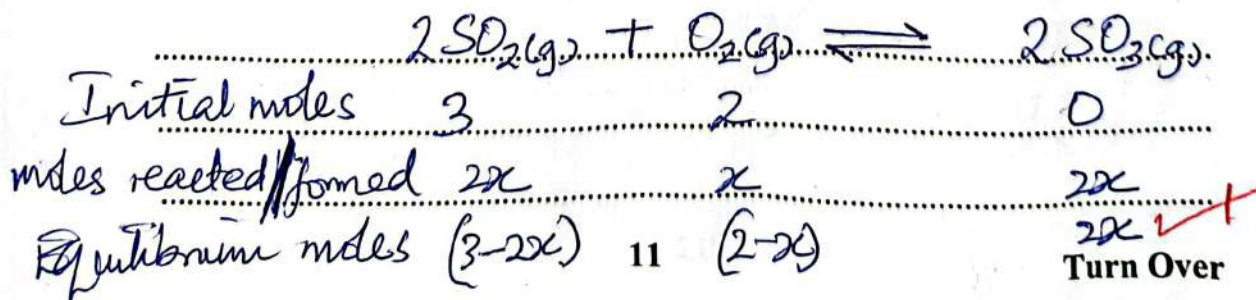 2SO₂(g) + O₂(g) ⇌ 2SO₃(g)
Initial moles 3 2 0
moles reacted/formed 2x x 2x
Equilibrium moles (3-2x) 11 (2-x) 2x
Turn Over